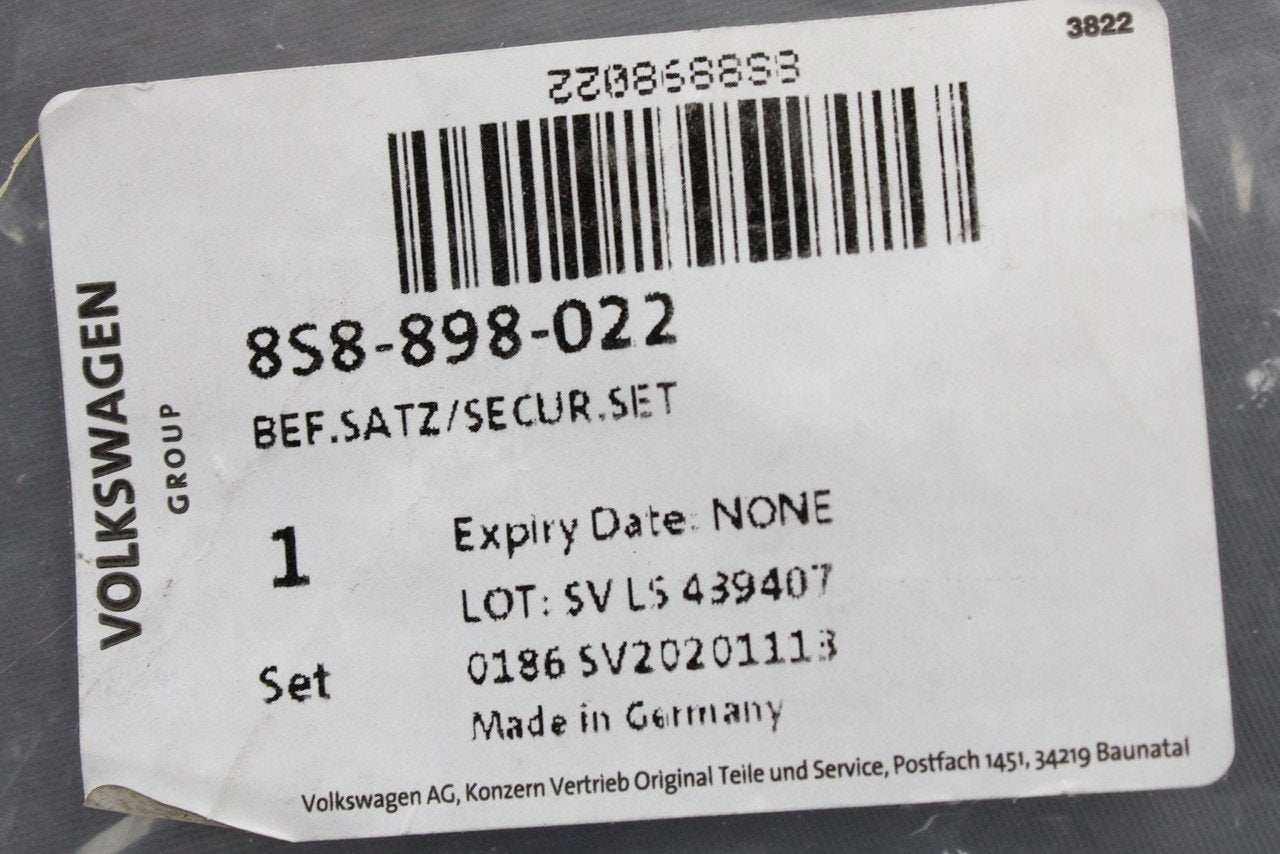 3822
8S8898022
8S8-898-022
BEF.SATZ/SECUR.SET
VOLKSWAGEN
GROUP
1
Expiry Date: NONE
LOT: SV LS 439407
Set
0186 SV20201113
Made in Germany
Volkswagen AG, Konzern Vertrieb Original Teile und Service, Postfach 1451, 34219 Baunatal